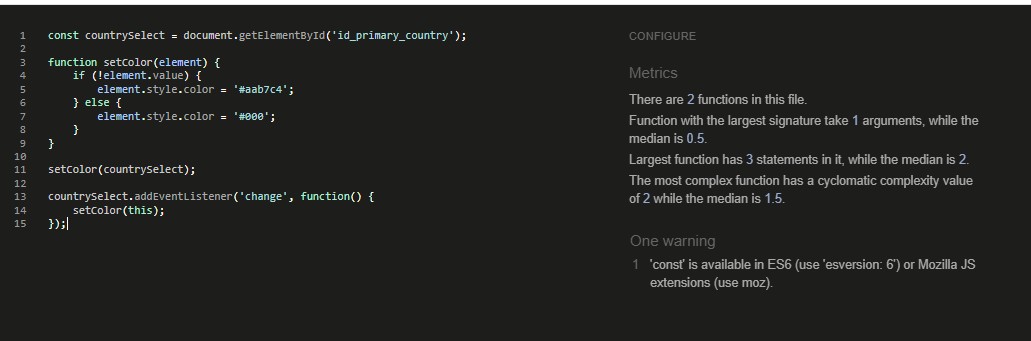 1 const countrySelect = document.getElementById('id_primary_country');
2
3 function setColor(element) {
4     if (!element.value) {
5         element.style.color = '#aab7c4';
6     } else {
7         element.style.color = '#000';
8     }
9 }
10
11 setColor(countrySelect);
12
13 countrySelect.addEventListener('change', function() {
14     setColor(this);
15 });
CONFIGURE
Metrics
There are 2 functions in this file.
Function with the largest signature take 1 arguments, while the
median is 0.5.
Largest function has 3 statements in it, while the median is 2.
The most complex function has a cyclomatic complexity value
of 2 while the median is 1.5.
One warning
1 'const' is available in ES6 (use 'esversion: 6') or Mozilla JS
extensions (use moz).